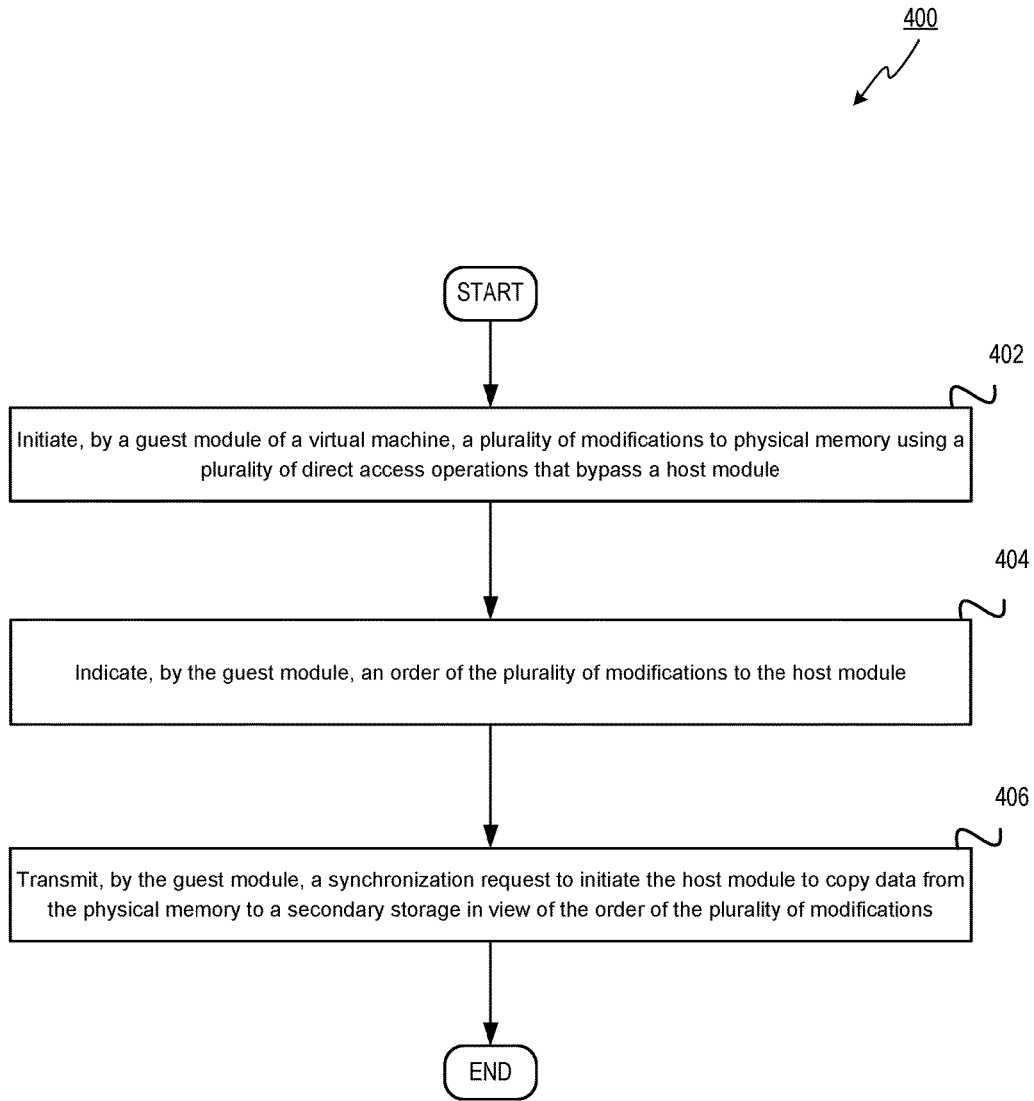 400
START
402
Initiate, by a guest module of a virtual machine, a plurality of modifications to physical memory using a
plurality of direct access operations that bypass a host module
404
Indicate, by the guest module, an order of the plurality of modifications to the host module
406
Transmit, by the guest module, a synchronization request to initiate the host module to copy data from
the physical memory to a secondary storage in view of the order of the plurality of modifications
END